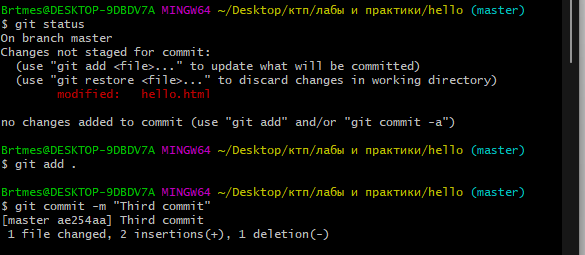 Brtmes@DESKTOP-9DBDV7A MINGW64 ~/Desktop/ктп/лабы и практики/hello (master)
$ git status
On branch master
Changes not staged for commit:
  (use "git add <file>..." to update what will be committed)
  (use "git restore <file>..." to discard changes in working directory)
        modified:   hello.html

no changes added to commit (use "git add" and/or "git commit -a")

Brtmes@DESKTOP-9DBDV7A MINGW64 ~/Desktop/ктп/лабы и практики/hello (master)
$ git add .

Brtmes@DESKTOP-9DBDV7A MINGW64 ~/Desktop/ктп/лабы и практики/hello (master)
$ git commit -m "Third commit"
[master ae254aa] Third commit
 1 file changed, 2 insertions(+), 1 deletion(-)